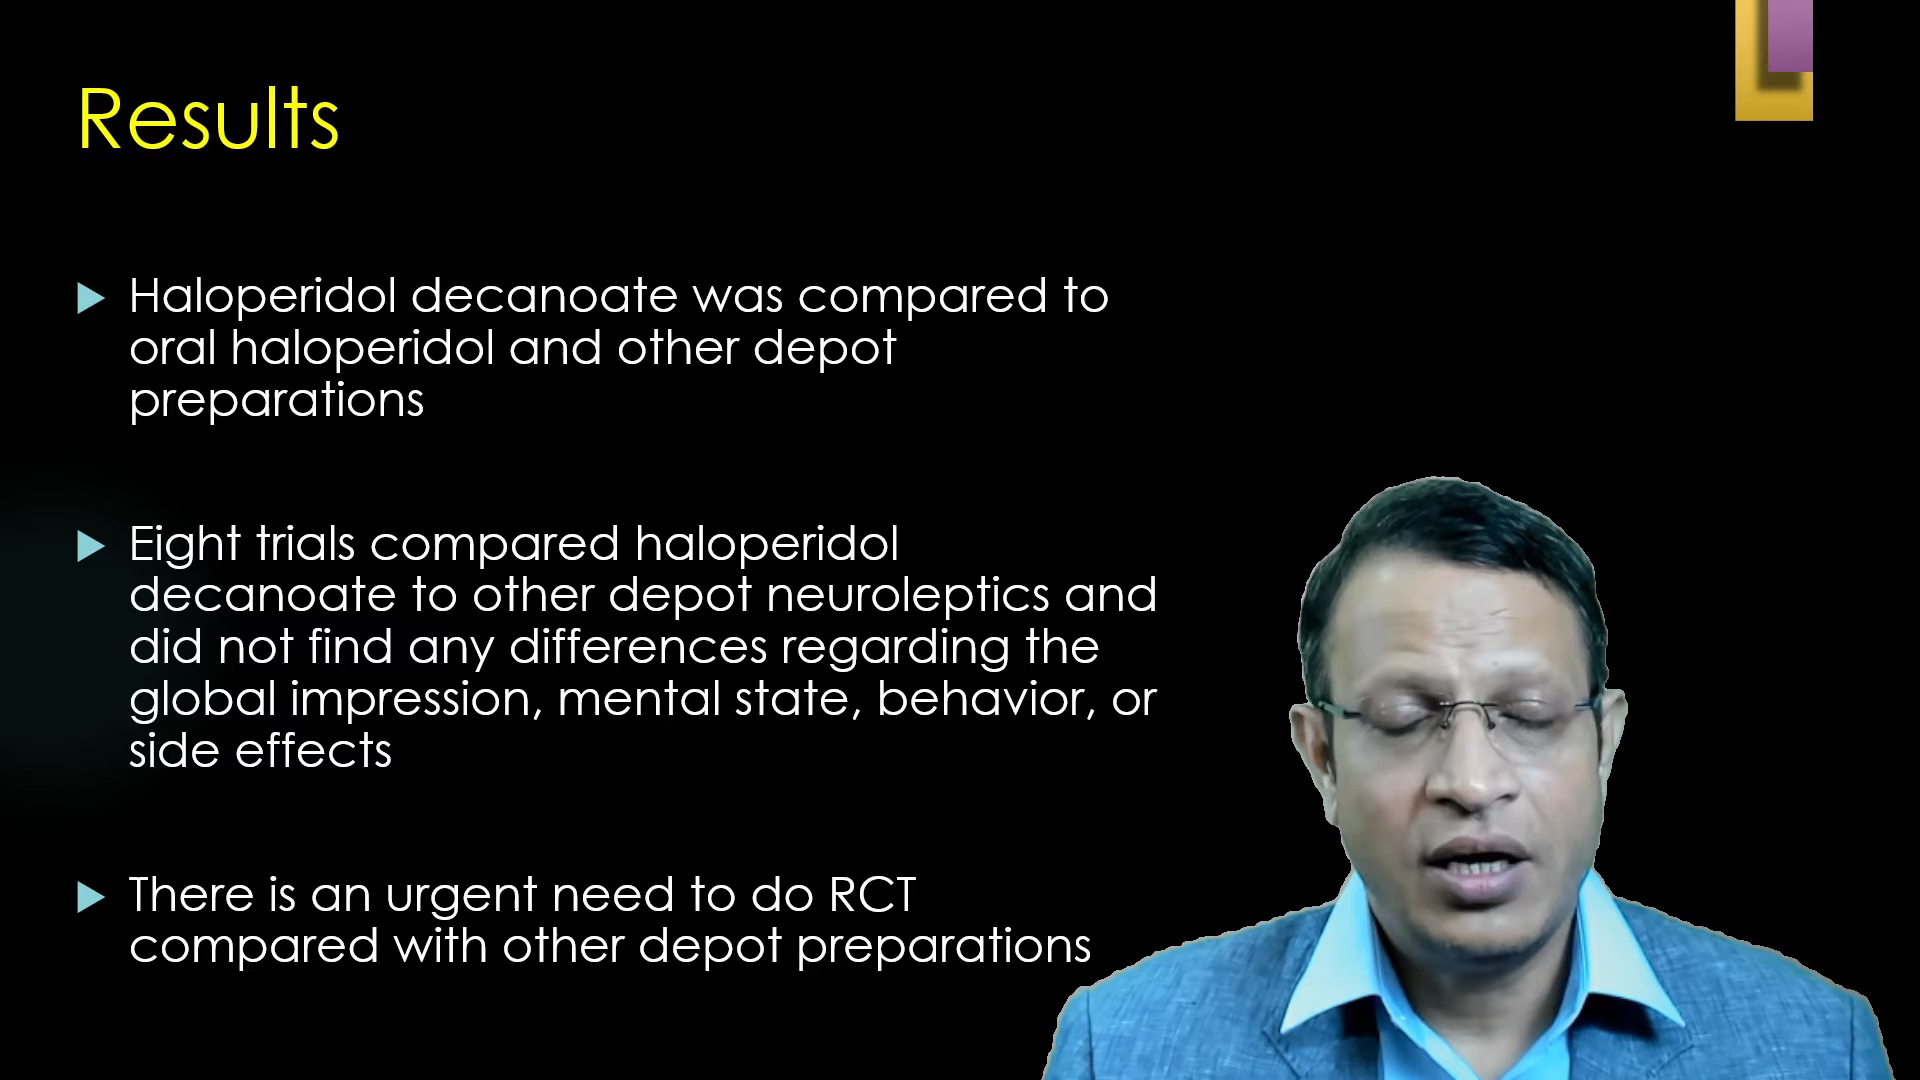 Results
Haloperidol decanoate was compared to
oral haloperidol and other depot
preparations
Eight trials compared haloperidol
decanoate to other depot neuroleptics and
did not find any differences regarding the
global impression, mental state, behavior, or
side effects
There is an urgent need to do RCT
compared with other depot preparations